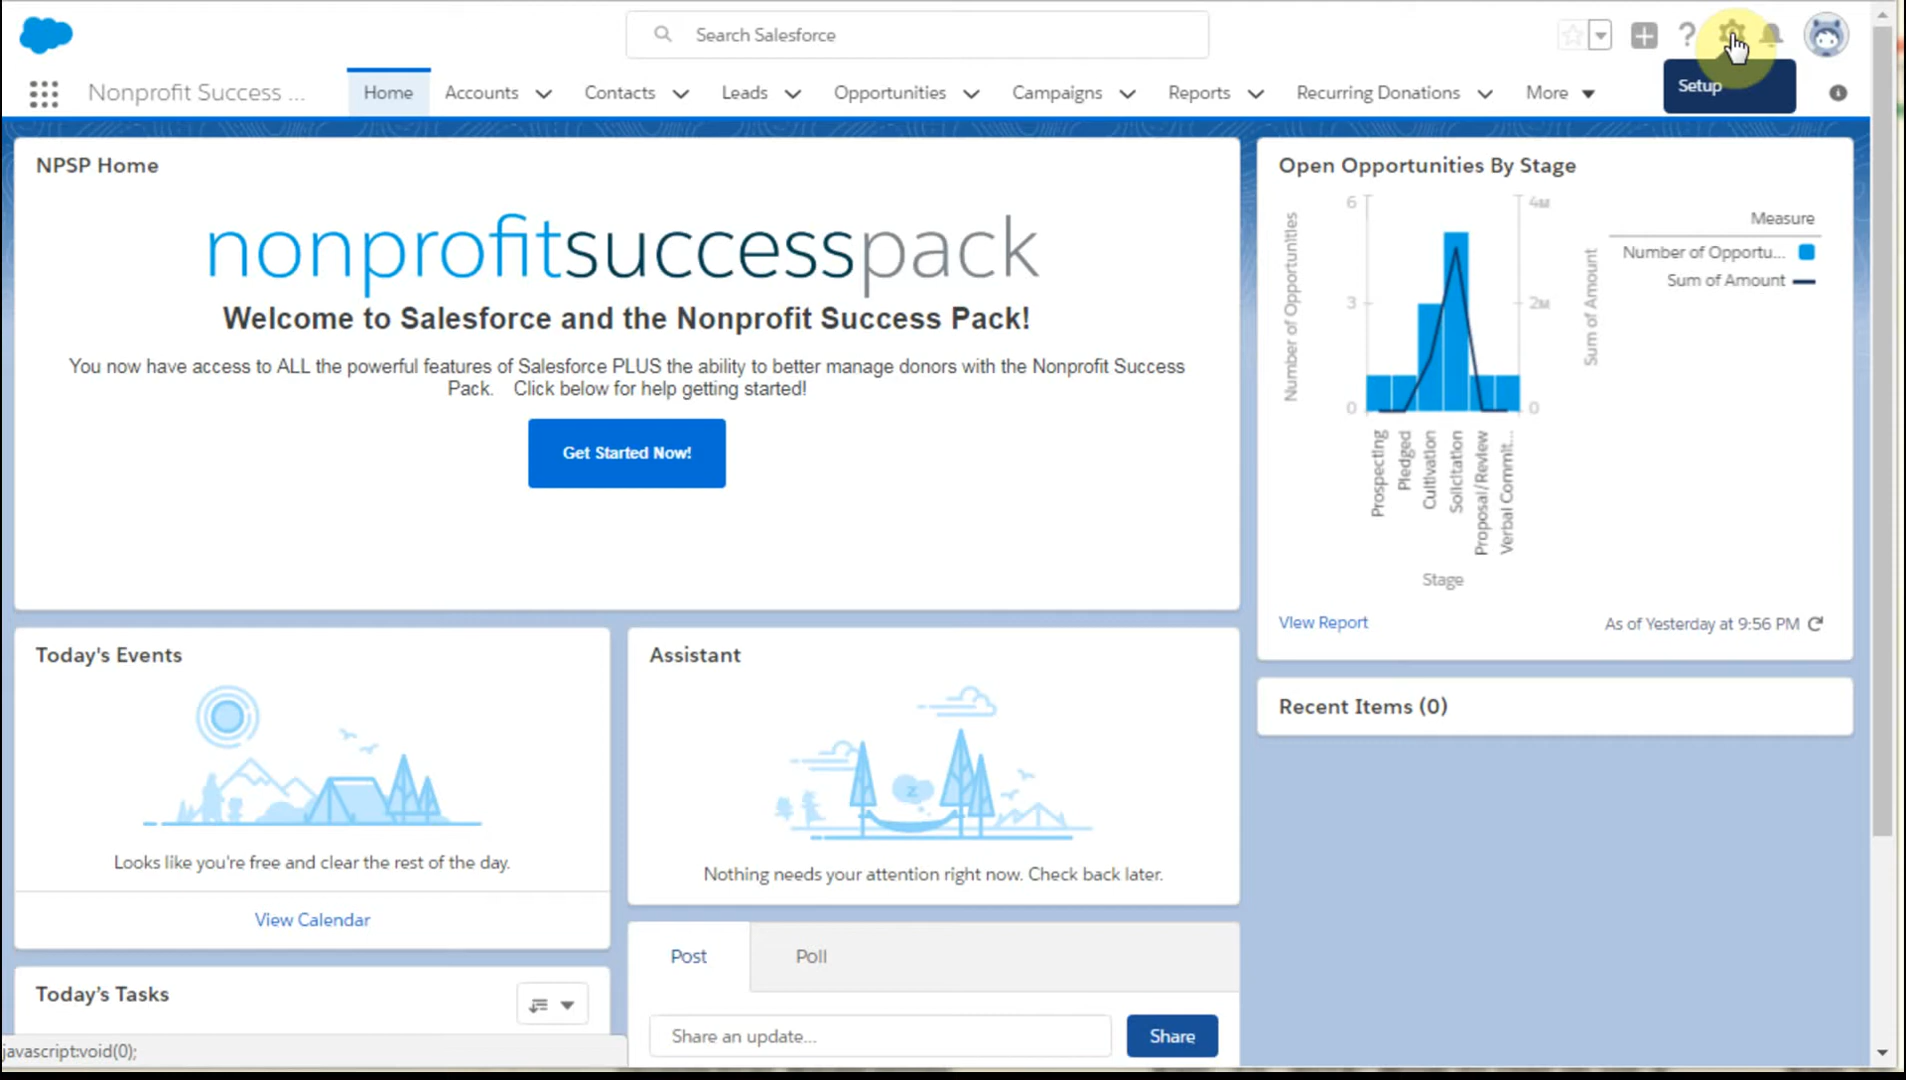 Search Salesforce
Setup
Nonprofit Success ...
Home
Accounts
Contacts
Leads
Opportunities
Campaigns
Reports
Recurring Donations
More
NPSP Home
nonprofitsuccesspack
Welcome to Salesforce and the Nonprofit Success Pack!
You now have access to ALL the powerful features of Salesforce PLUS the ability to better manage donors with the Nonprofit Success
Pack. Click below for help getting started!
Get Started Now!
Open Opportunities By Stage
Measure
Number of Opportu...
Sum of Amount
Number of Opportunities
6
3
0
4M
2M
0
Sum of Amount
Prospecting
Pledged
Cultivation
Solicitation
Proposal/Review
Verbal Commit...
Stage
View Report
As of Yesterday at 9:56 PM
Recent Items (0)
Today's Events
Looks like you're free and clear the rest of the day.
View Calendar
Assistant
z
Nothing needs your attention right now. Check back later.
Today's Tasks
Post
Poll
Share an update...
Share
javascript:void(0);